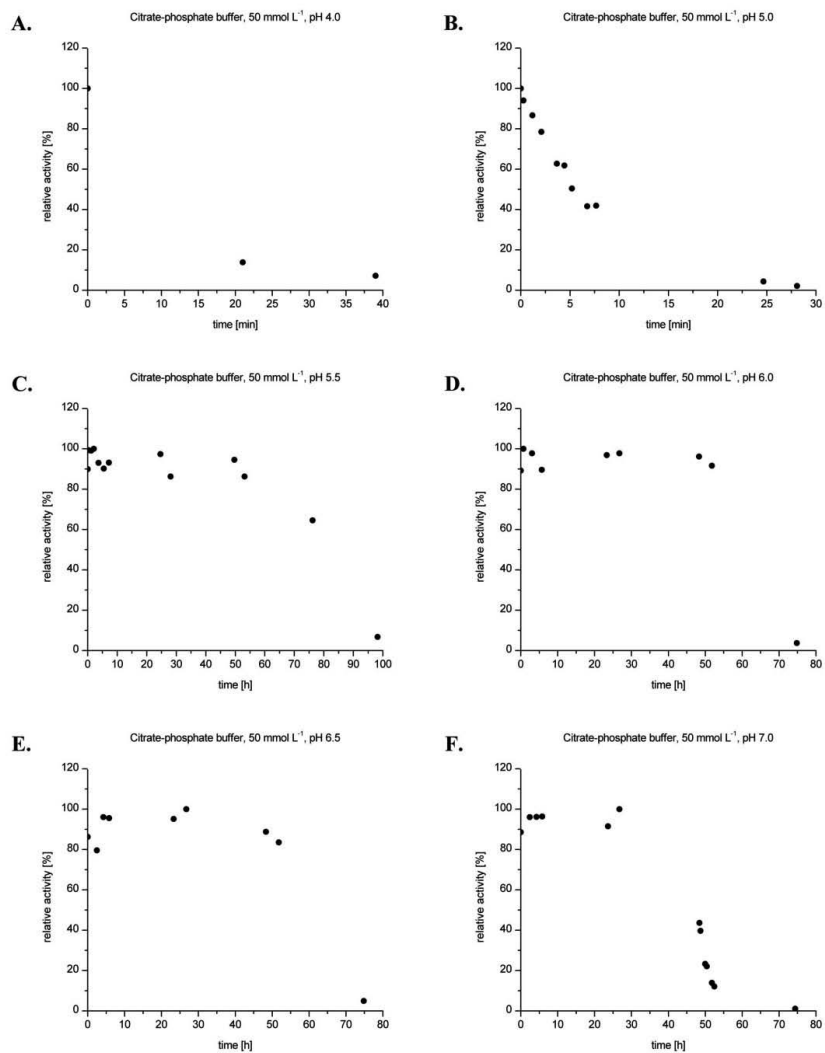 A.
Citrate-phosphate buffer, 50 mmol L⁻¹, pH 4.0
relative activity [%]
120
100
80
60
40
20
0
0 5 10 15 20 25 30 35 40
time [min]
B.
Citrate-phosphate buffer, 50 mmol L⁻¹, pH 5.0
relative activity [%]
120
100
80
60
40
20
0
0 5 10 15 20 25 30
time [min]
C.
Citrate-phosphate buffer, 50 mmol L⁻¹, pH 5.5
relative activity [%]
120
100
80
60
40
20
0
0 10 20 30 40 50 60 70 80 90 100
time [h]
D.
Citrate-phosphate buffer, 50 mmol L⁻¹, pH 6.0
relative activity [%]
120
100
80
60
40
20
0
0 10 20 30 40 50 60 70 80
time [h]
E.
Citrate-phosphate buffer, 50 mmol L⁻¹, pH 6.5
relative activity [%]
120
100
80
60
40
20
0
0 10 20 30 40 50 60 70 80
time [h]
F.
Citrate-phosphate buffer, 50 mmol L⁻¹, pH 7.0
relative activity [%]
120
100
80
60
40
20
0
0 10 20 30 40 50 60 70 80
time [h]